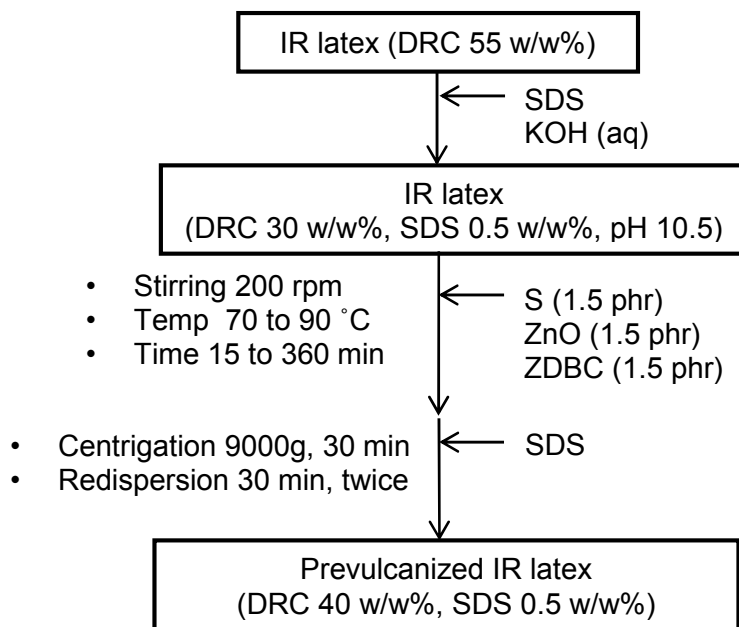 IR latex (DRC 55 w/w%)
SDS
KOH (aq)
IR latex
(DRC 30 w/w%, SDS 0.5 w/w%, pH 10.5)
• Stirring 200 rpm
• Temp 70 to 90 ˚C
• Time 15 to 360 min
S (1.5 phr)
ZnO (1.5 phr)
ZDBC (1.5 phr)
• Centrigation 9000g, 30 min
• Redispersion 30 min, twice
SDS
Prevulcanized IR latex
(DRC 40 w/w%, SDS 0.5 w/w%)